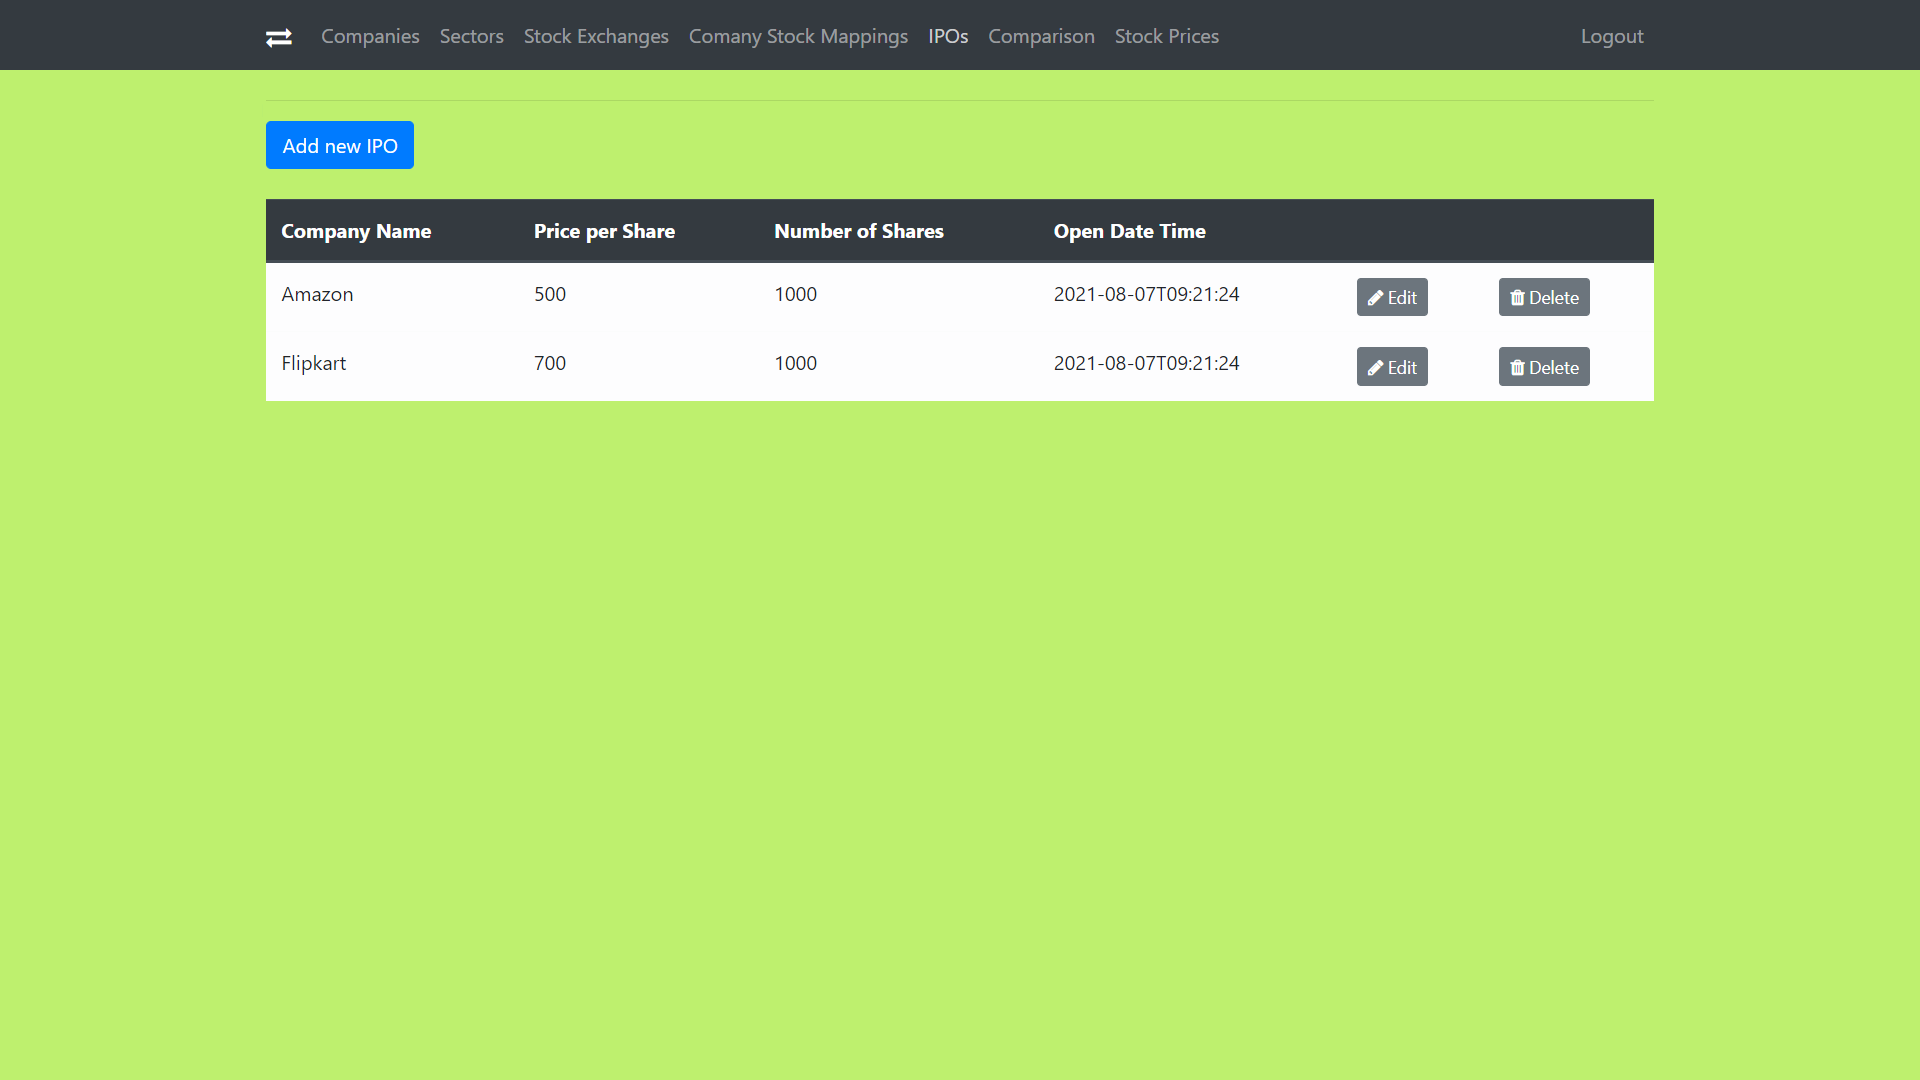 Companies Sectors Stock Exchanges Comany Stock Mappings IPOs Comparison Stock Prices Logout
Add new IPO
Company Name Price per Share Number of Shares Open Date Time
Amazon 500 1000 2021-08-07T09:21:24 Edit Delete
Flipkart 700 1000 2021-08-07T09:21:24 Edit Delete